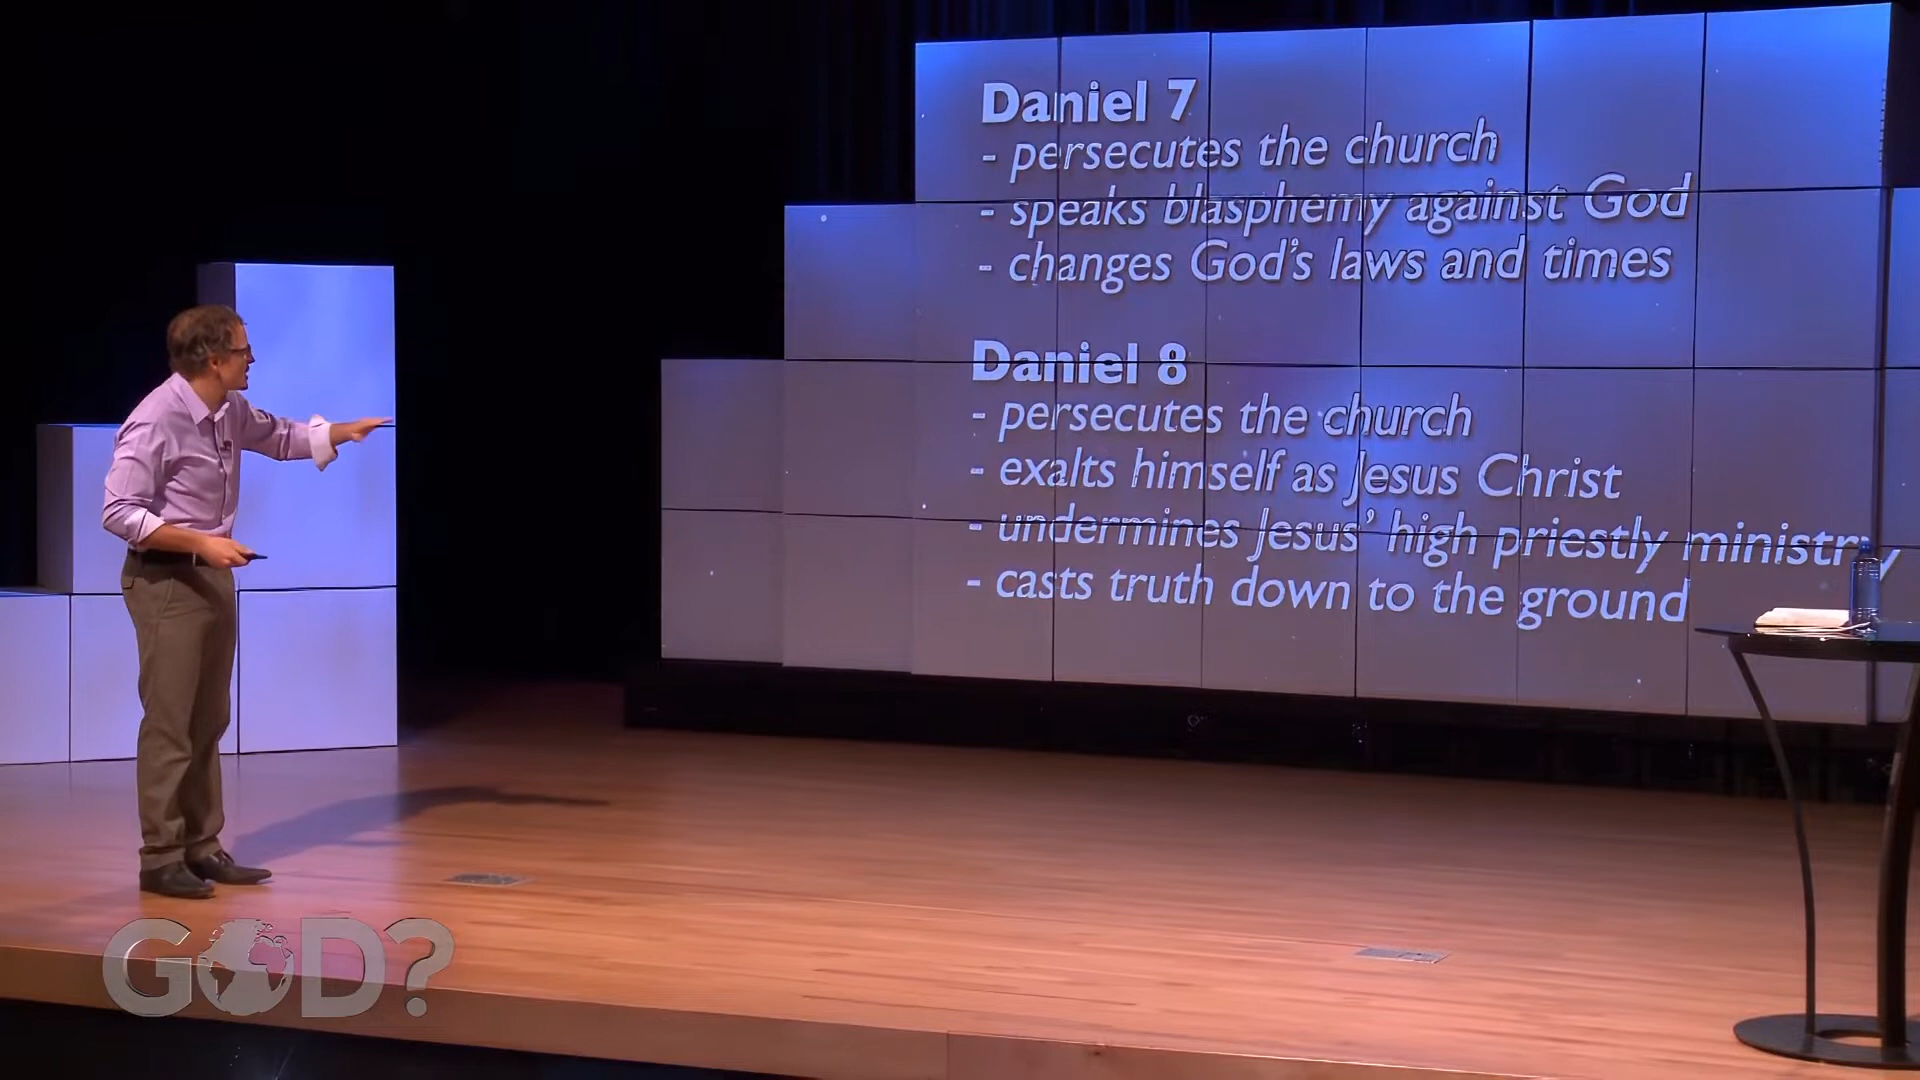 Daniel 7
- persecutes the church
- speaks blasphemy against God
- changes God's laws and times
Daniel 8
- persecutes the church
- exalts himself as Jesus Christ
- undermines Jesus' high priestly ministry
- casts truth down to the ground
GOD?